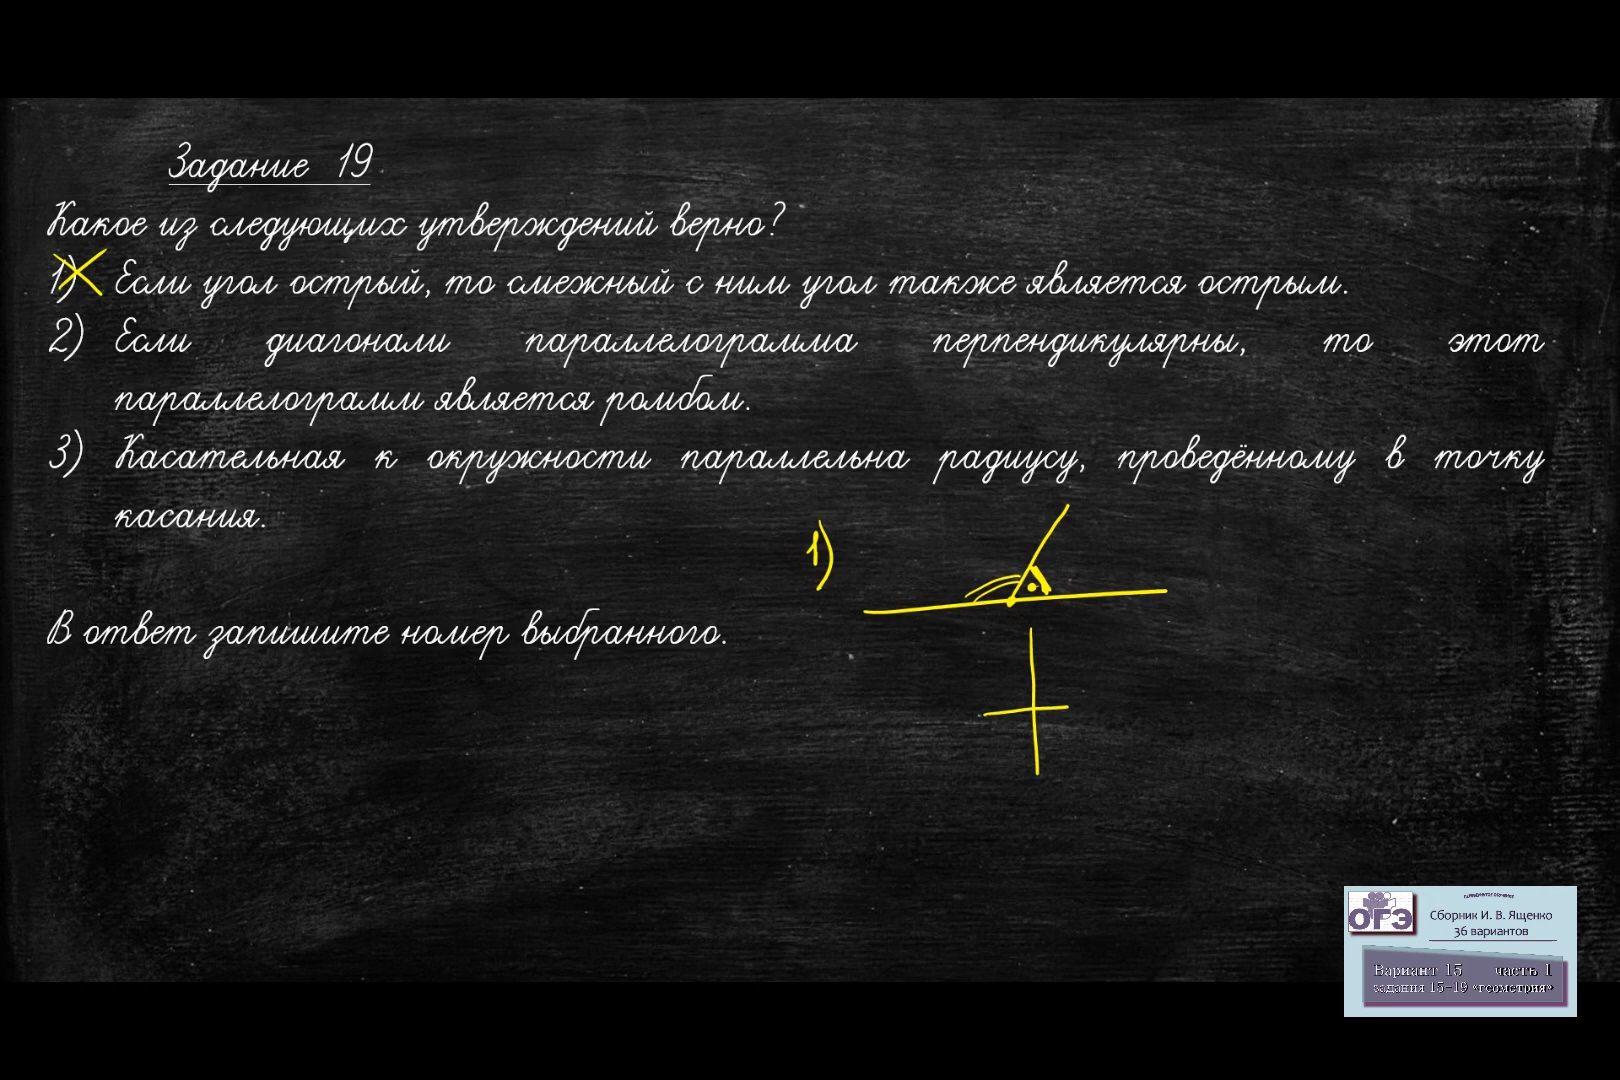 Задание 19
Какое из следующих утверждений верно?
1) Если угол острый, то смежный с ним угол также является острым.
2) Если диагонали параллелограмма перпендикулярны, то этот
параллелограмм является ромбом.
3) Касательная к окружности параллельна радиусу, проведённому в точку
касания.
1)
В ответ запишите номер выбранного.
ОГЭ
Сборник И. В. Ященко
36 вариантов
Вариант 15 часть 1
задания 15-19 «геометрия»